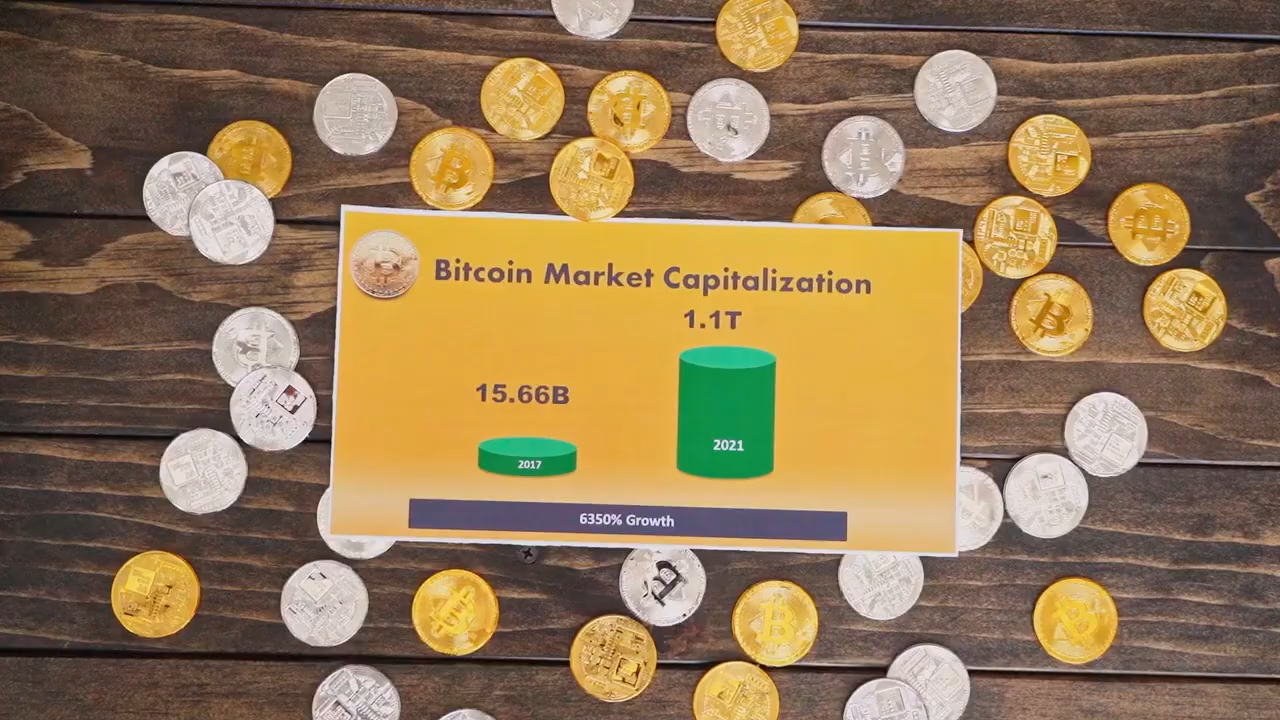 Bitcoin Market Capitalization
1.1T
15.66B
2021
2017
6350% Growth